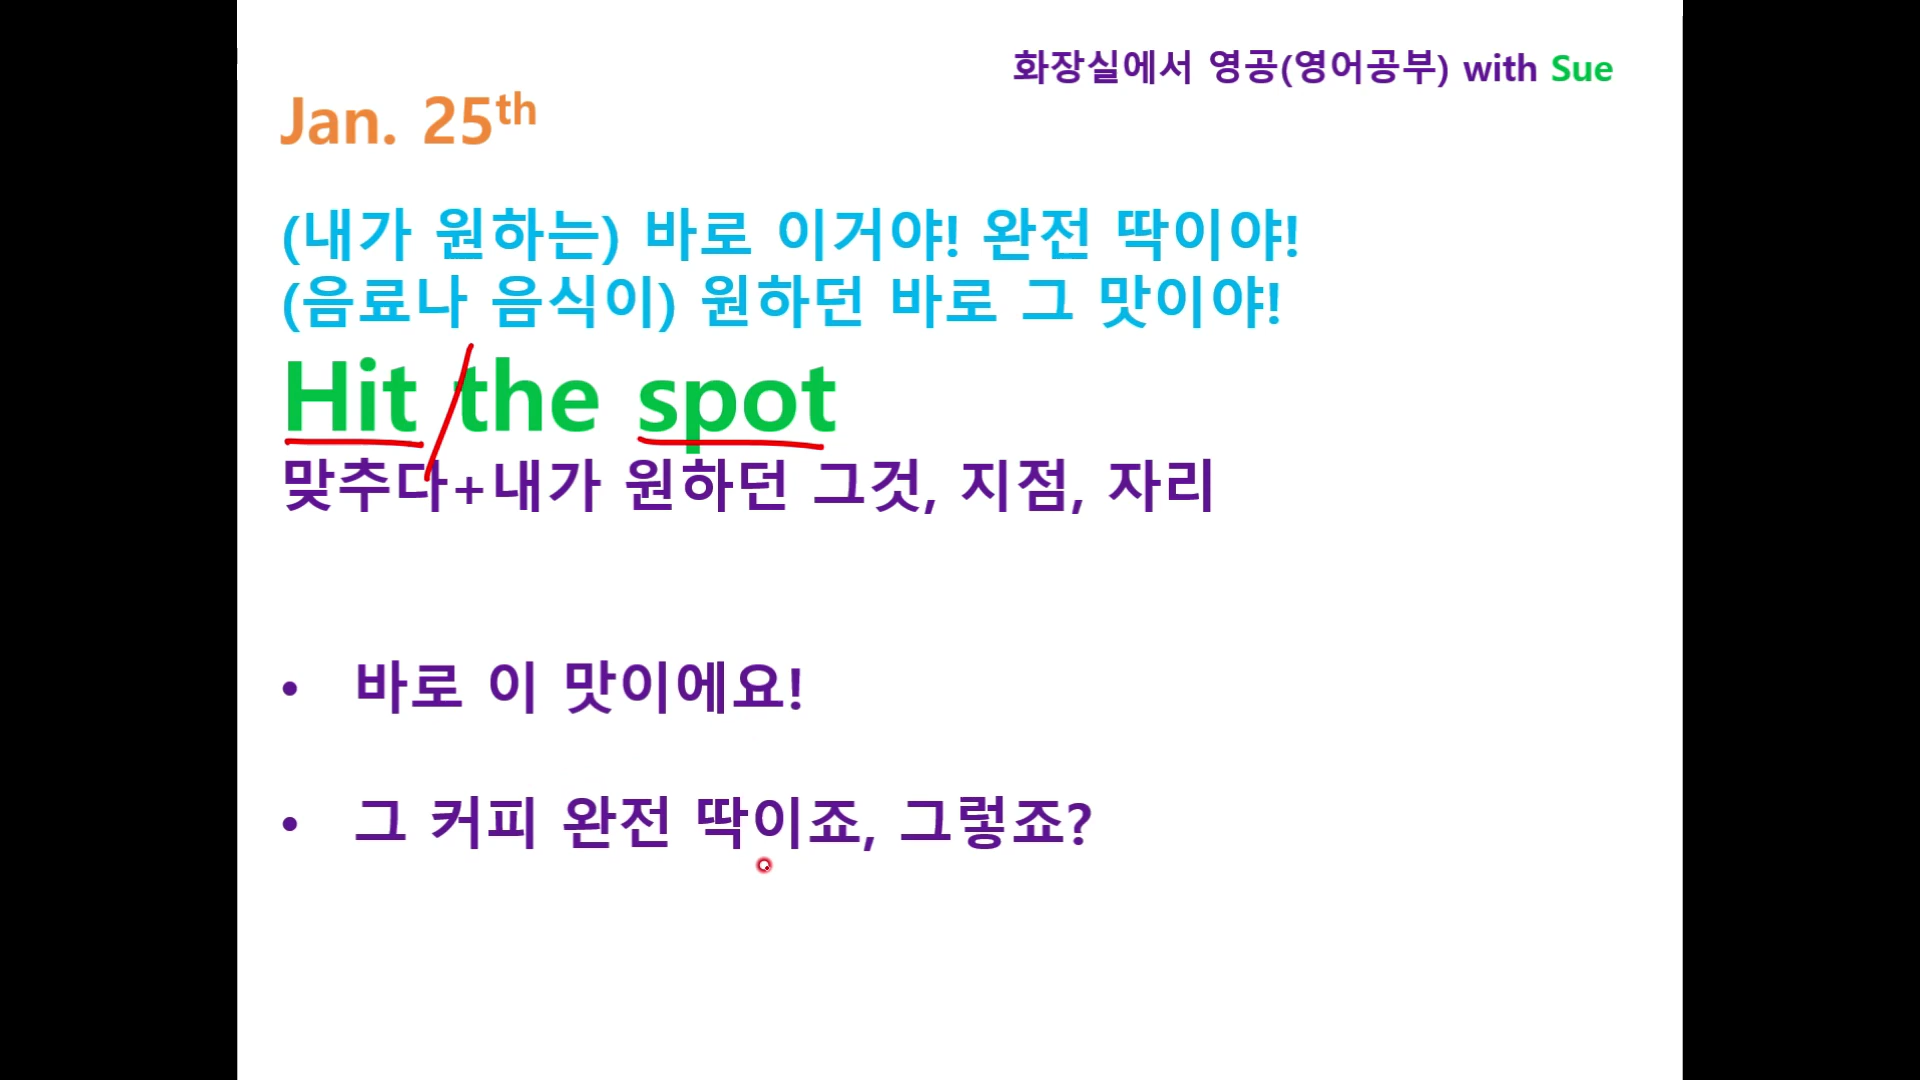 화장실에서 영공(영어공부) with Sue
Jan. 25th
(내가 원하는) 바로 이거야! 완전 딱이야!
(음료나 음식이) 원하던 바로 그 맛이야!
Hit the spot
맞추다+내가 원하던 그것, 지점, 자리
• 바로 이 맛이에요!
• 그 커피 완전 딱이죠, 그렇죠?